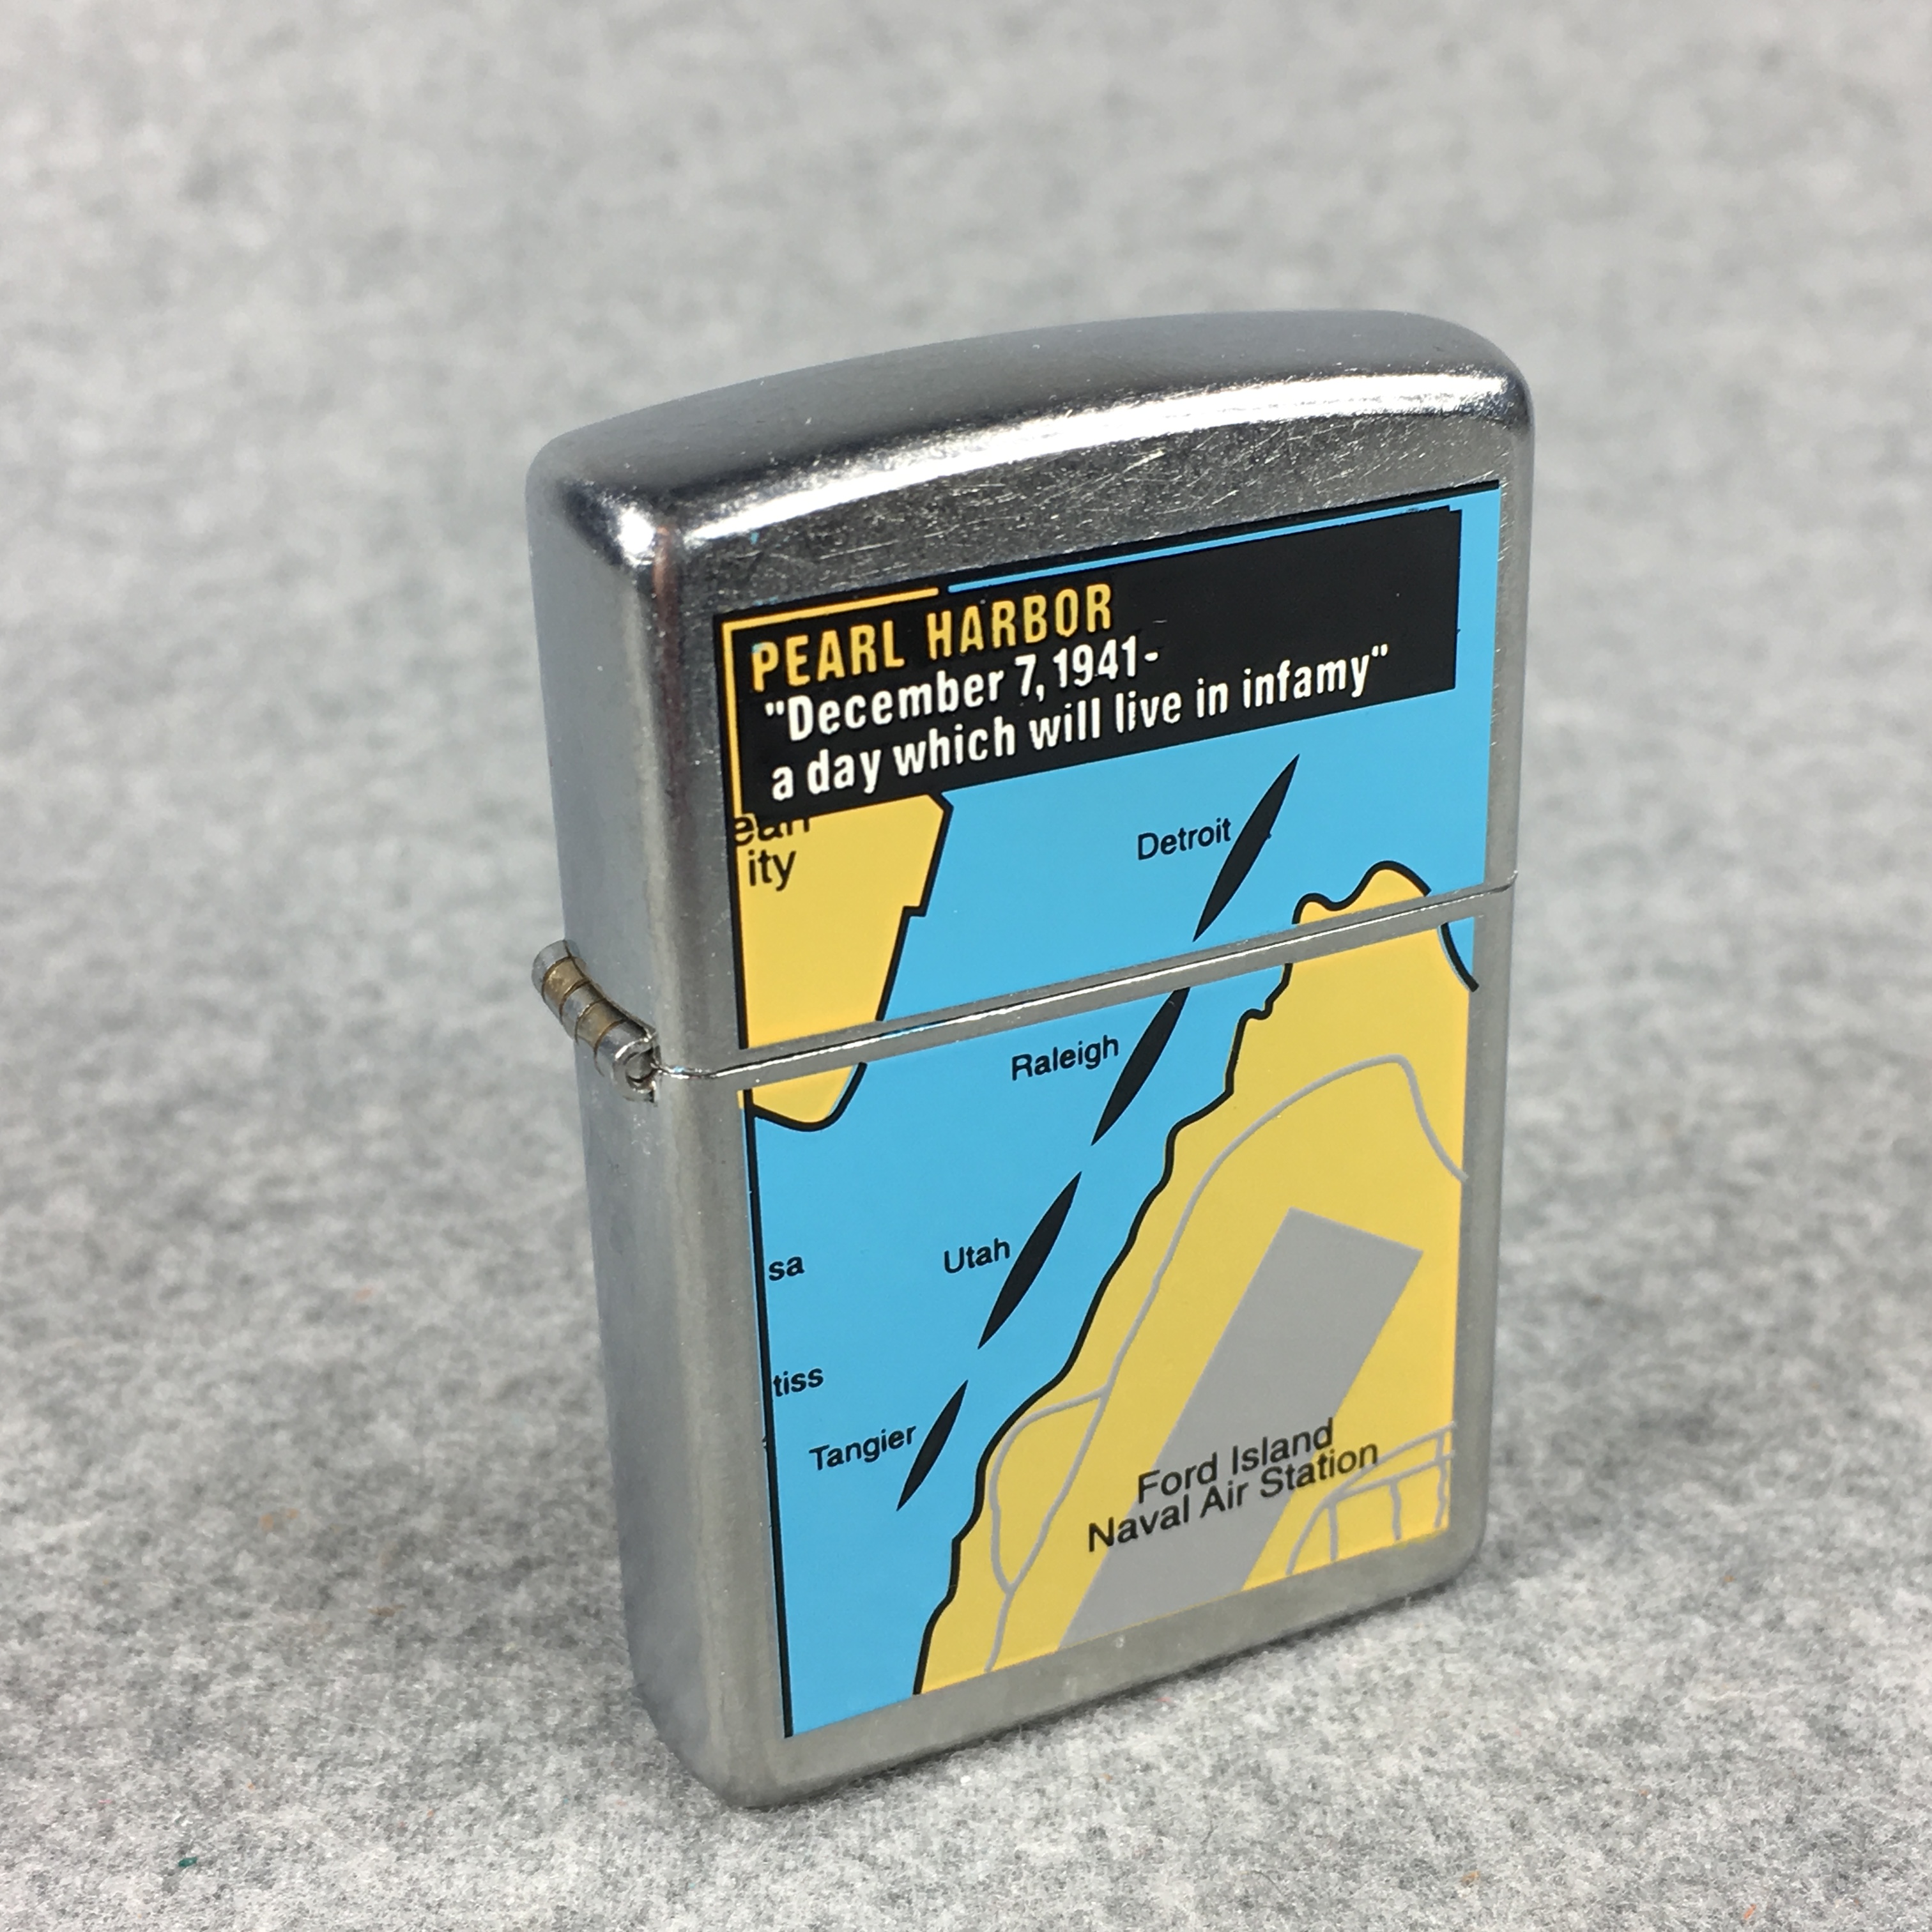 PEARL HARBOR
"December 7, 1941-
a day which will live in infamy"
Detroit
ity
Raleigh
Utah
sa
tiss
Tangier
Ford Island
Naval Air Station